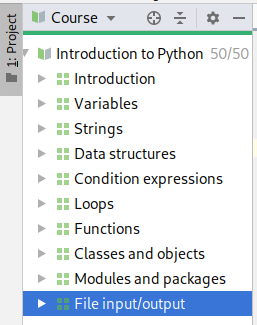 1: Project
Course
Introduction to Python 50/50
Introduction
Variables
Strings
Data structures
Condition expressions
Loops
Functions
Classes and objects
Modules and packages
File input/output